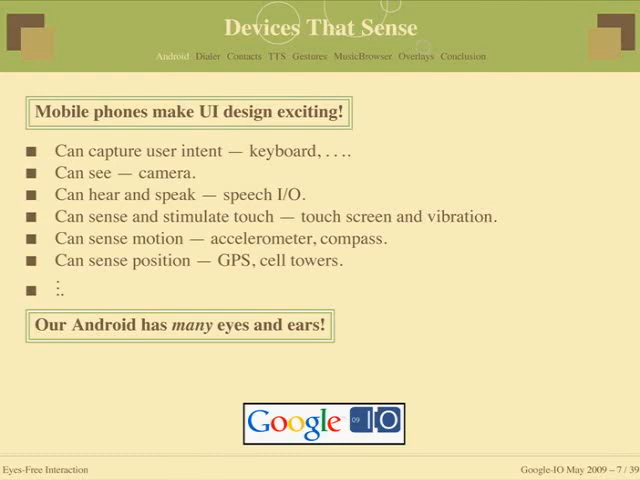 Devices That Sense
Android Dialer Contacts TTS Gestures MusicBrowser Overlays Conclusion
Mobile phones make UI design exciting!
Can capture user intent — keyboard, . . ..
Can see — camera.
Can hear and speak — speech I/O.
Can sense and stimulate touch — touch screen and vibration.
Can sense motion — accelerometer, compass.
Can sense position — GPS, cell towers.
Our Android has many eyes and ears!
Google 09 IO
Eyes-Free Interaction
Google-IO May 2009 – 7 / 39